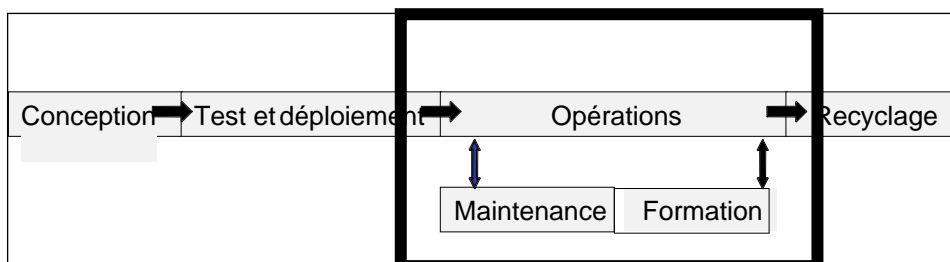 Conception Test et déploiement Opérations Recyclage
Maintenance Formation